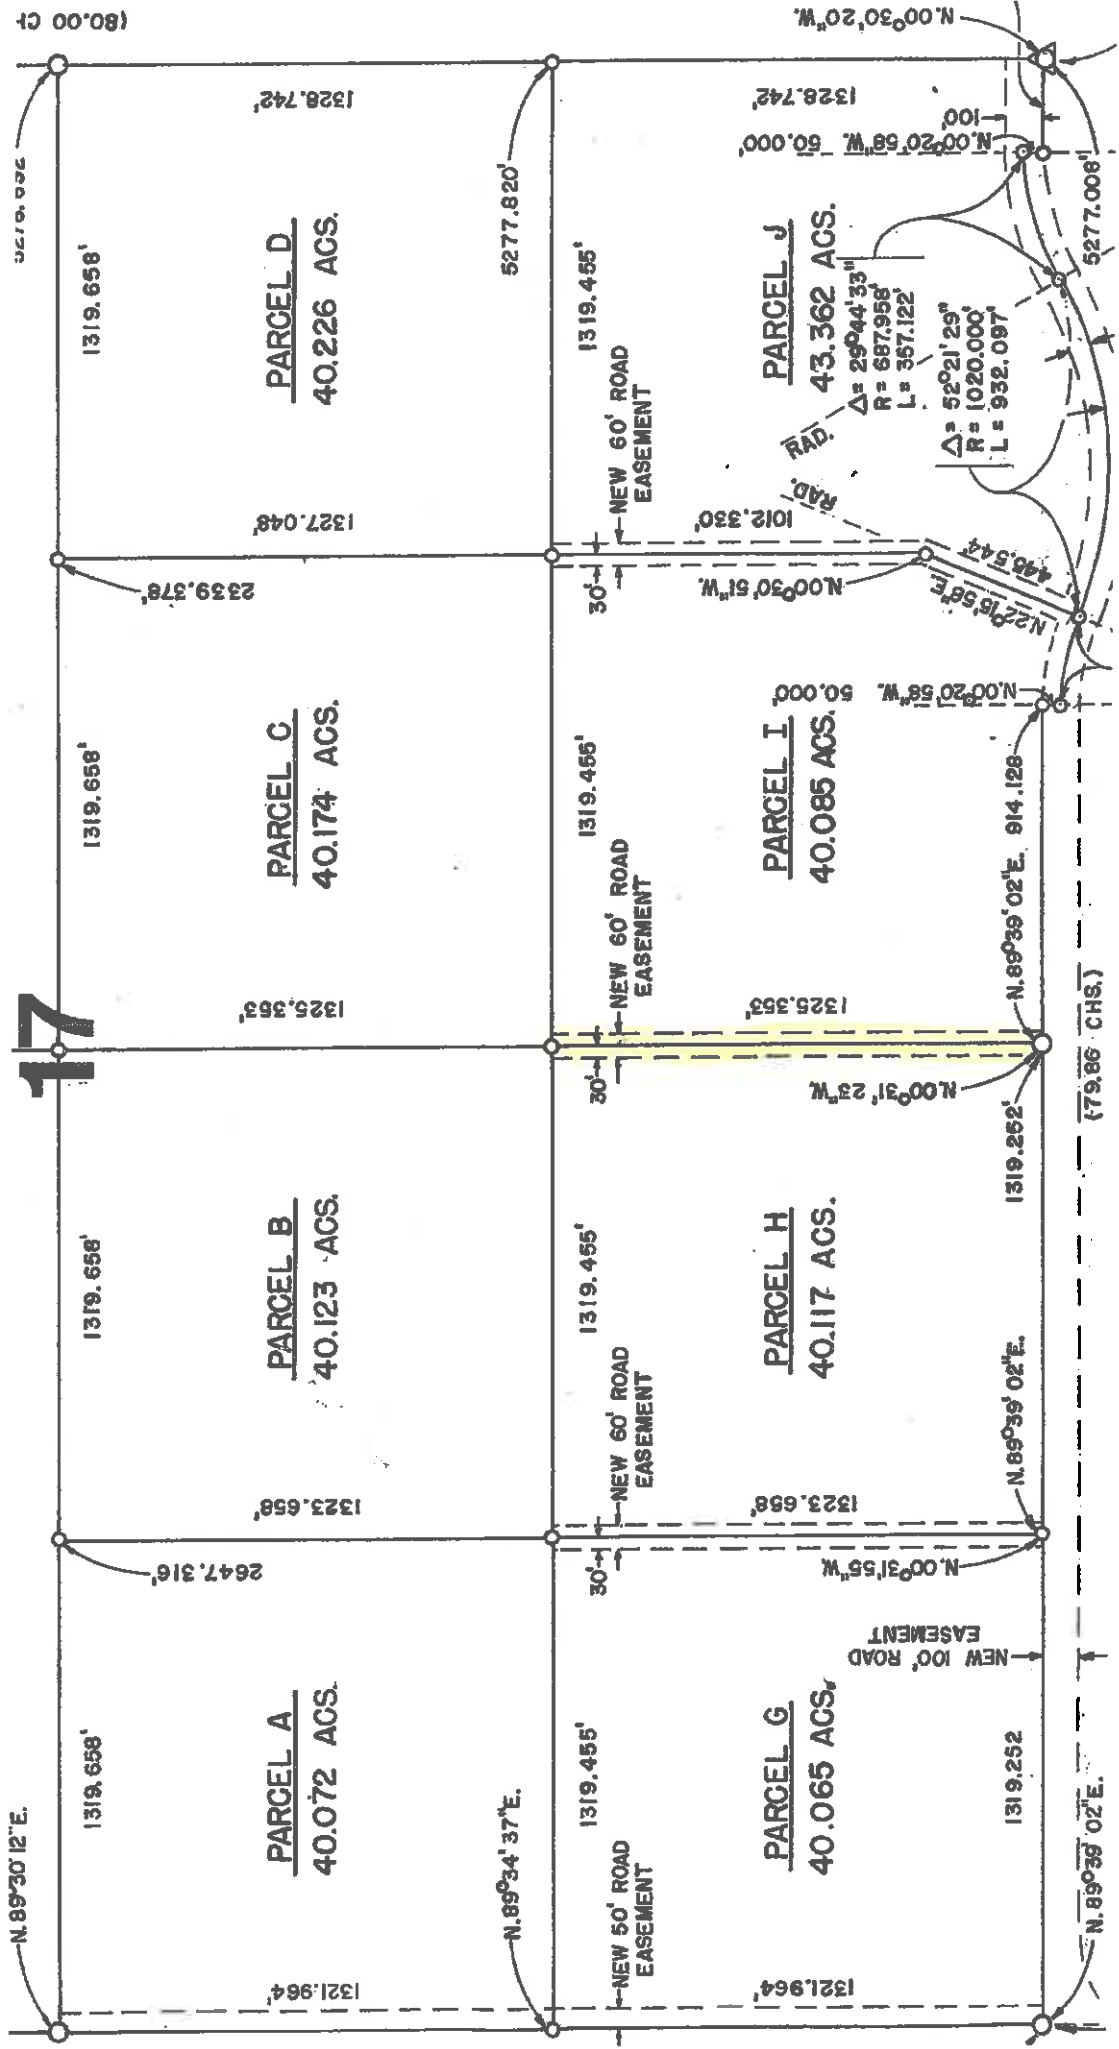 (80.00 CH
N.00°30'20"W.
1328.742'
1328.742'
100'
N.00°20'58"W. 50.000'
5277.008'
1319.658'
PARCEL D
40.226 ACS.
5277.820'
1319.455'
PARCEL J
43.362 ACS.
Δ= 29°44'33"
R = 687.958'
L = 357.122'
Δ= 52°21'29"
R = 1020.000'
L = 932.097'
NEW 60' ROAD
EASEMENT
RAD.
RAD.
1327.048'
1012.330'
445.544'
2339.378'
30'
N.00°30'51"W.
N.22°15'58"E.
1319.658'
PARCEL C
40.174 ACS.
1319.455'
PARCEL I
40.085 ACS.
50.000'
N.00°20'58"W.
914.128
N.89°39'02"E.
NEW 60' ROAD
EASEMENT
17
1325.353'
1325.353'
30'
N.00°31'23"W.
(79.86 CHS.)
1319.252'
1319.658'
PARCEL B
40.123 ACS.
1319.455'
PARCEL H
40.117 ACS.
NEW 60' ROAD
EASEMENT
N.89°39'02"E.
1323.658'
1323.658'
2647.316'
30'
N.00°31'55"W.
NEW 100' ROAD
EASEMENT
1319.658'
PARCEL A
40.072 ACS.
1319.455'
PARCEL G
40.065 ACS.
1319.252
N.89°30'12"E.
N.89°34'37"E.
NEW 50' ROAD
EASEMENT
N.89°39'02"E.
1321.964'
1321.964'